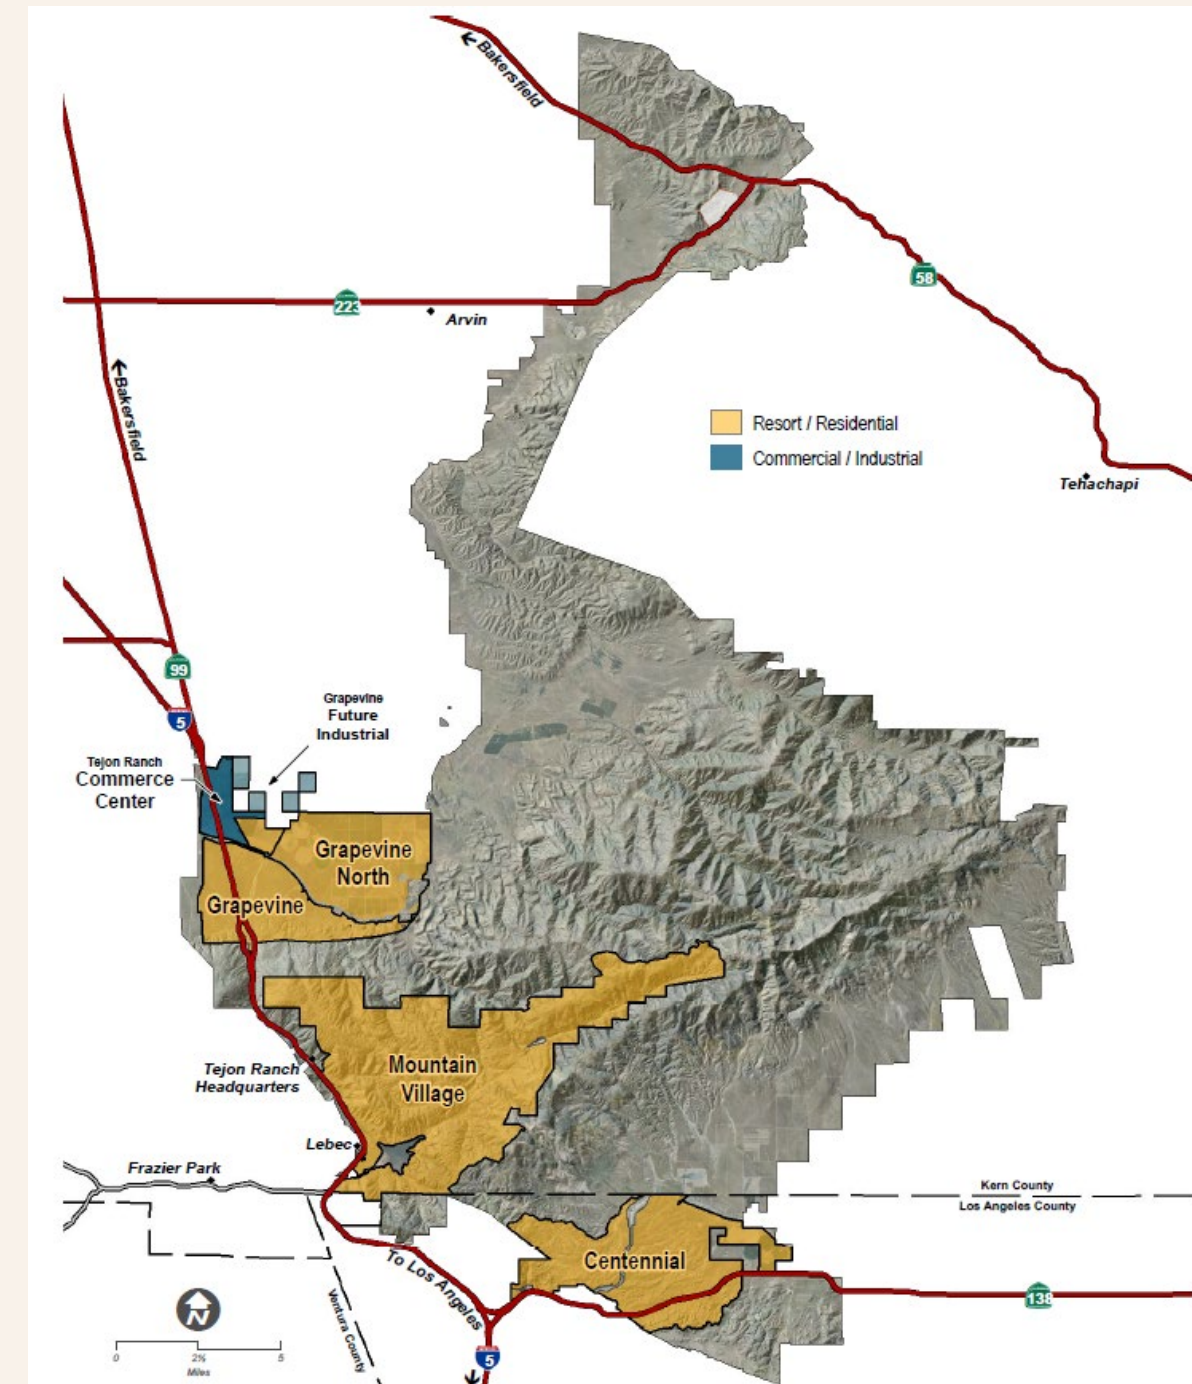 Bakersfield
58
223
Arvin
Bakersfield
Resort / Residential
Commercial / Industrial
Tehachapi
99
5
Grapevine
Future
Industrial
Tejon Ranch
Commerce
Center
Grapevine
North
Grapevine
Mountain
Village
Tejon Ranch
Headquarters
Lebec
Frazier Park
Kern County
Los Angeles County
Centennial
To Los Angeles
138
Ventura County
N
5
0 2½ 5
Miles